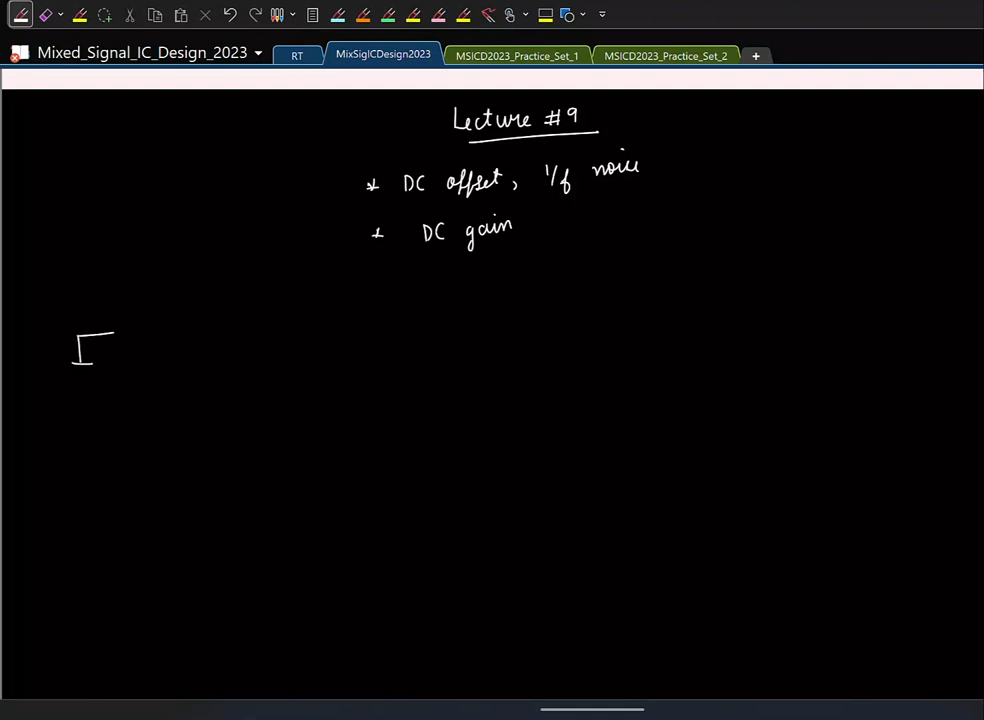 Mixed_Signal_IC_Design_2023 RT MixSigICDesign2023 MSICD2023_Practice_Set_1 MSICD2023_Practice_Set_2 +
Lecture #9
* DC offset, 1/f noise
* DC gain